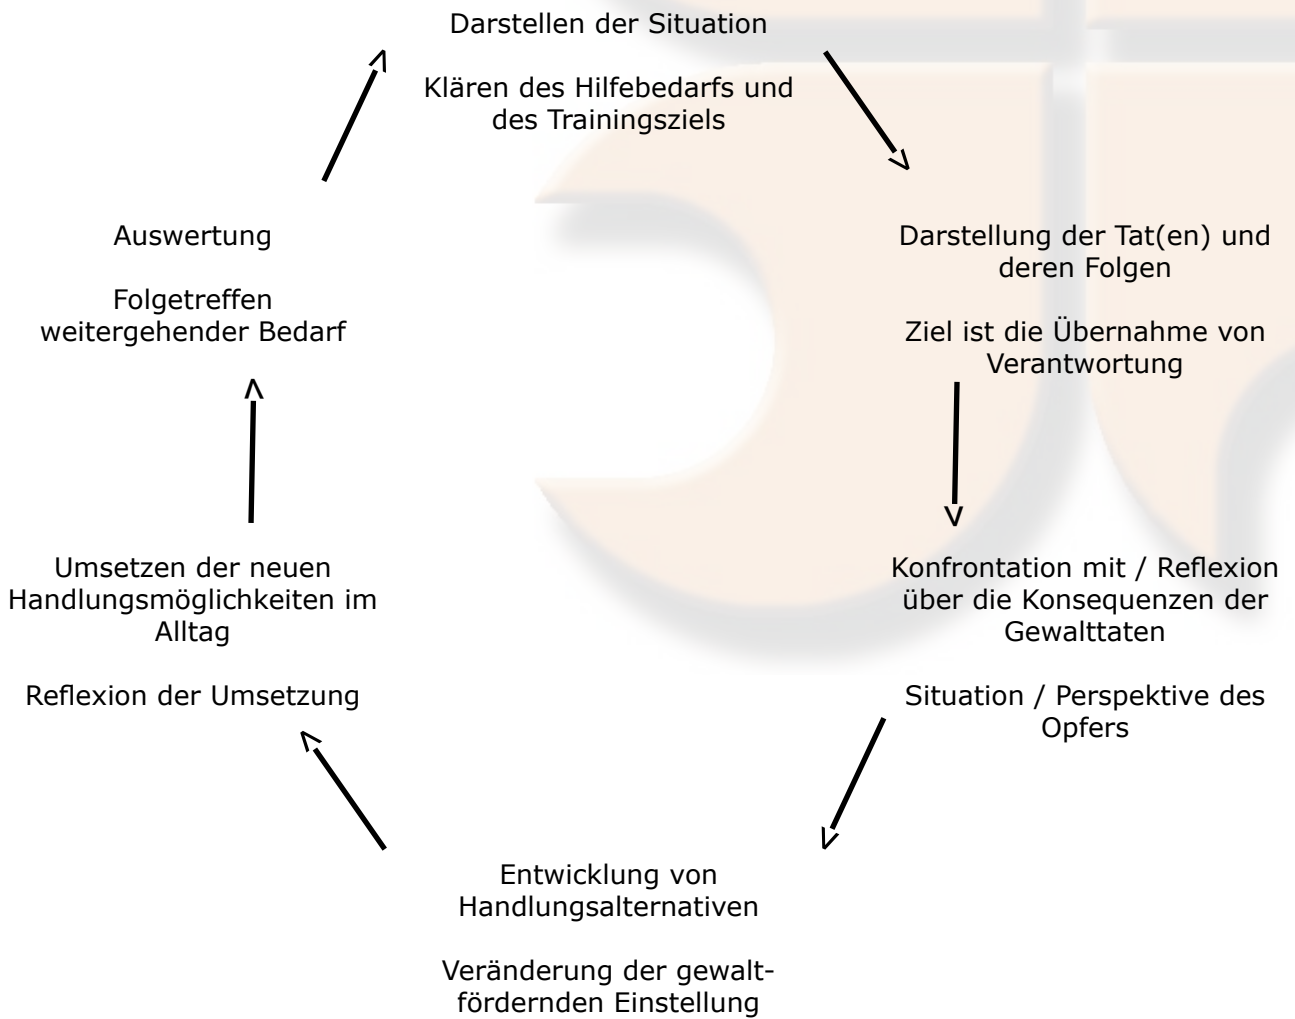 Darstellen der Situation
Klären des Hilfebedarfs und
des Trainingsziels
Darstellung der Tat(en) und
deren Folgen
Ziel ist die Übernahme von
Verantwortung
Konfrontation mit / Reflexion
über die Konsequenzen der
Gewalttaten
Situation / Perspektive des
Opfers
Entwicklung von
Handlungsalternativen
Veränderung der gewalt-
fördernden Einstellung
Umsetzen der neuen
Handlungsmöglichkeiten im
Alltag
Reflexion der Umsetzung
Auswertung
Folgetreffen
weitergehender Bedarf